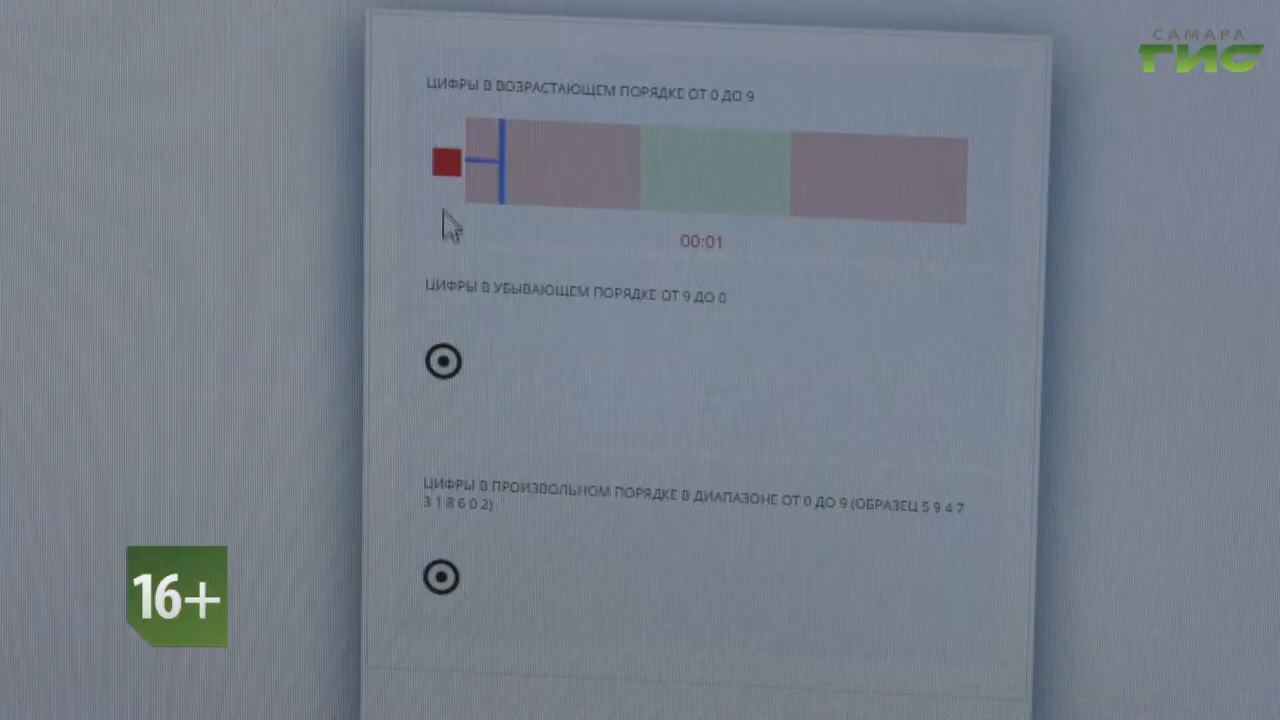 САМАРА
ГИС
ЦИФРЫ В ВОЗРАСТАЮЩЕМ ПОРЯДКЕ ОТ 0 ДО 9
00:01
ЦИФРЫ В УБЫВАЮЩЕМ ПОРЯДКЕ ОТ 9 ДО 0
ЦИФРЫ В ПРОИЗВОЛЬНОМ ПОРЯДКЕ В ДИАПАЗОНЕ ОТ 0 ДО 9 (ОБРАЗЕЦ 5 9 4 7
3 1 8 6 0 2)
16+